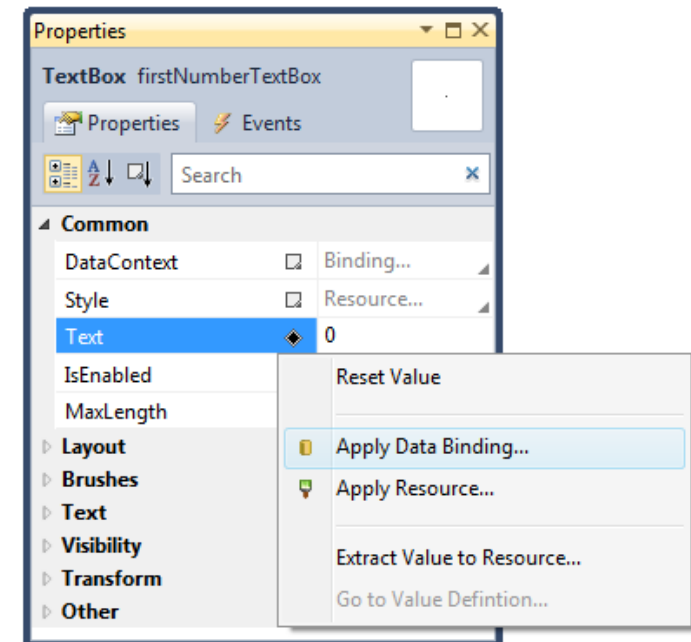 Properties
TextBox firstNumberTextBox
Properties Events
Search
Common
DataContext Binding...
Style Resource...
Text 0
IsEnabled
Reset Value
MaxLength
Layout
Apply Data Binding...
Brushes
Apply Resource...
Text
Visibility
Extract Value to Resource...
Transform
Go to Value Defintion...
Other